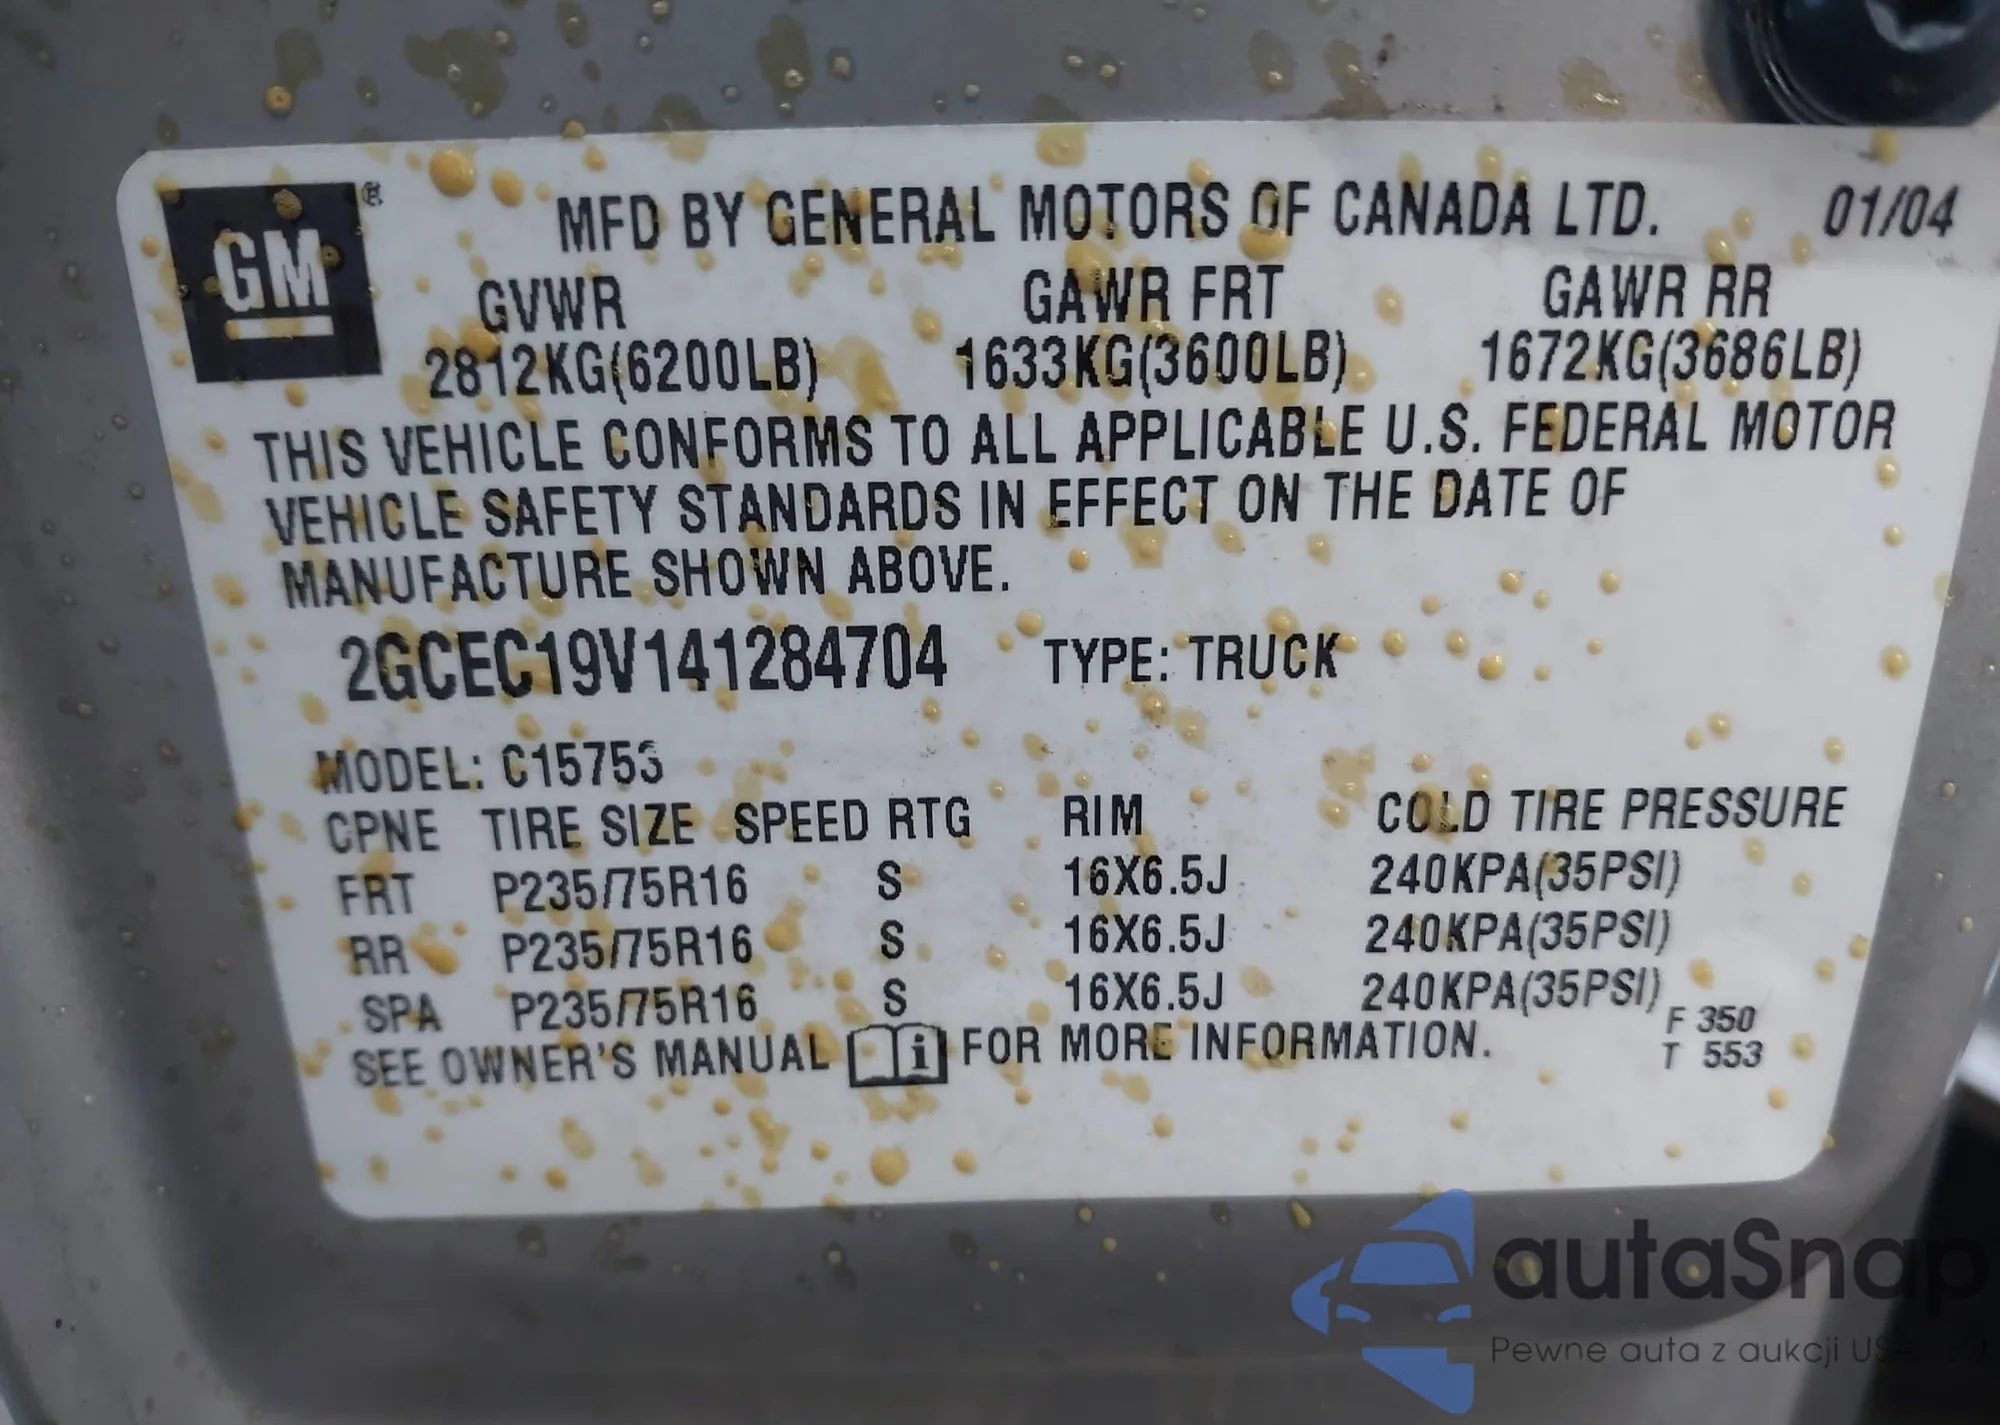 GM ®
MFD BY GENERAL MOTORS OF CANADA LTD. 01/04
GVWR GAWR FRT GAWR RR
2812KG(6200LB) 1633KG(3600LB) 1672KG(3686LB)
THIS VEHICLE CONFORMS TO ALL APPLICABLE U.S. FEDERAL MOTOR
VEHICLE SAFETY STANDARDS IN EFFECT ON THE DATE OF
MANUFACTURE SHOWN ABOVE.
2GCEC19V141284704 TYPE: TRUCK
MODEL: C15753
CPNE TIRE SIZE SPEED RTG RIM COLD TIRE PRESSURE
FRT P235/75R16 S 16X6.5J 240KPA(35PSI)
RR P235/75R16 S 16X6.5J 240KPA(35PSI)
SPA P235/75R16 S 16X6.5J 240KPA(35PSI)
F 350
T 553
SEE OWNER'S MANUAL i FOR MORE INFORMATION.
autaSnap
Pewne auta z aukcji